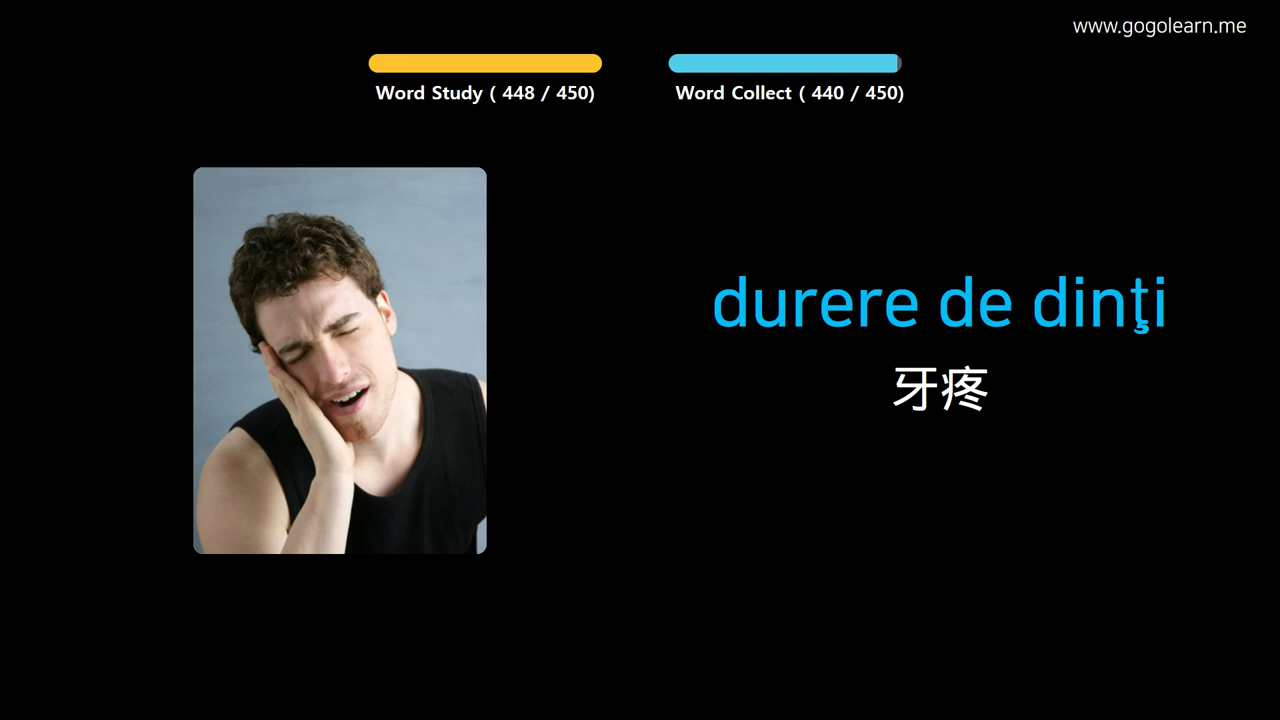 www.gogolearn.me
Word Study ( 448 / 450)
Word Collect ( 440 / 450)
durere de dinţi
牙疼